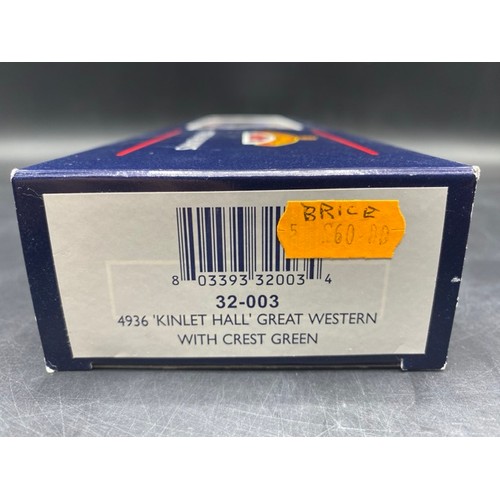 BRICE
£60.00
8 03393 32003 4
32-003
4936 'KINLET HALL' GREAT WESTERN
WITH CREST GREEN